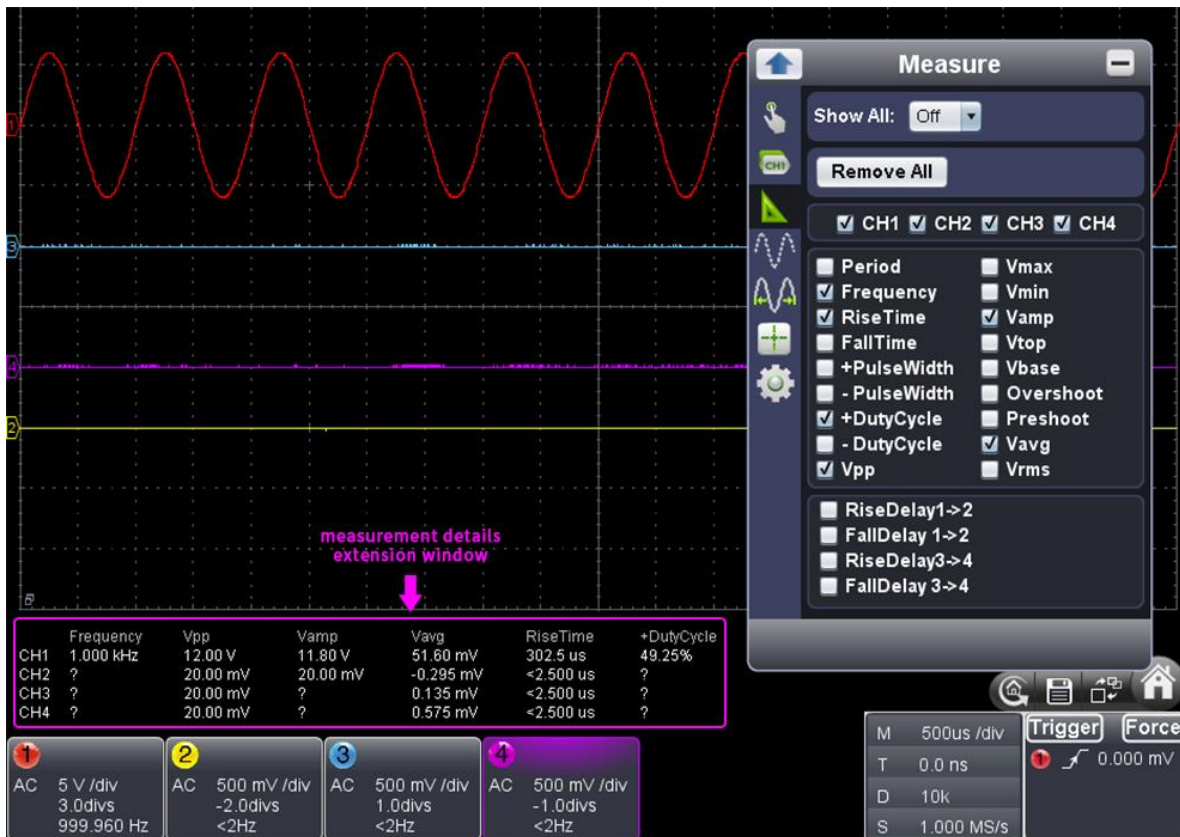 Measure
1
Show All: Off
CH1
Remove All
CH1 CH2 CH3 CH4
3
Period Vmax
Frequency Vmin
RiseTime Vamp
FallTime Vtop
+PulseWidth Vbase
- PulseWidth Overshoot
+DutyCycle Preshoot
- DutyCycle Vavg
Vpp Vrms
4
2
RiseDelay1->2
FallDelay 1->2
RiseDelay3->4
FallDelay 3->4
measurement details
extension window
Frequency Vpp Vamp Vavg RiseTime +DutyCycle
CH1 1.000 kHz 12.00 V 11.80 V 51.60 mV 302.5 us 49.25%
CH2 ? 20.00 mV 20.00 mV -0.295 mV <2.500 us ?
CH3 ? 20.00 mV ? 0.135 mV <2.500 us ?
CH4 ? 20.00 mV ? 0.575 mV <2.500 us ?
1
AC 5 V /div
3.0divs
999.960 Hz
2
AC 500 mV /div
-2.0divs
<2Hz
3
AC 500 mV /div
1.0divs
<2Hz
4
AC 500 mV /div
-1.0divs
<2Hz
M 500us /div
T 0.0 ns
D 10k
S 1.000 MS/s
Trigger Force
1 0.000 mV